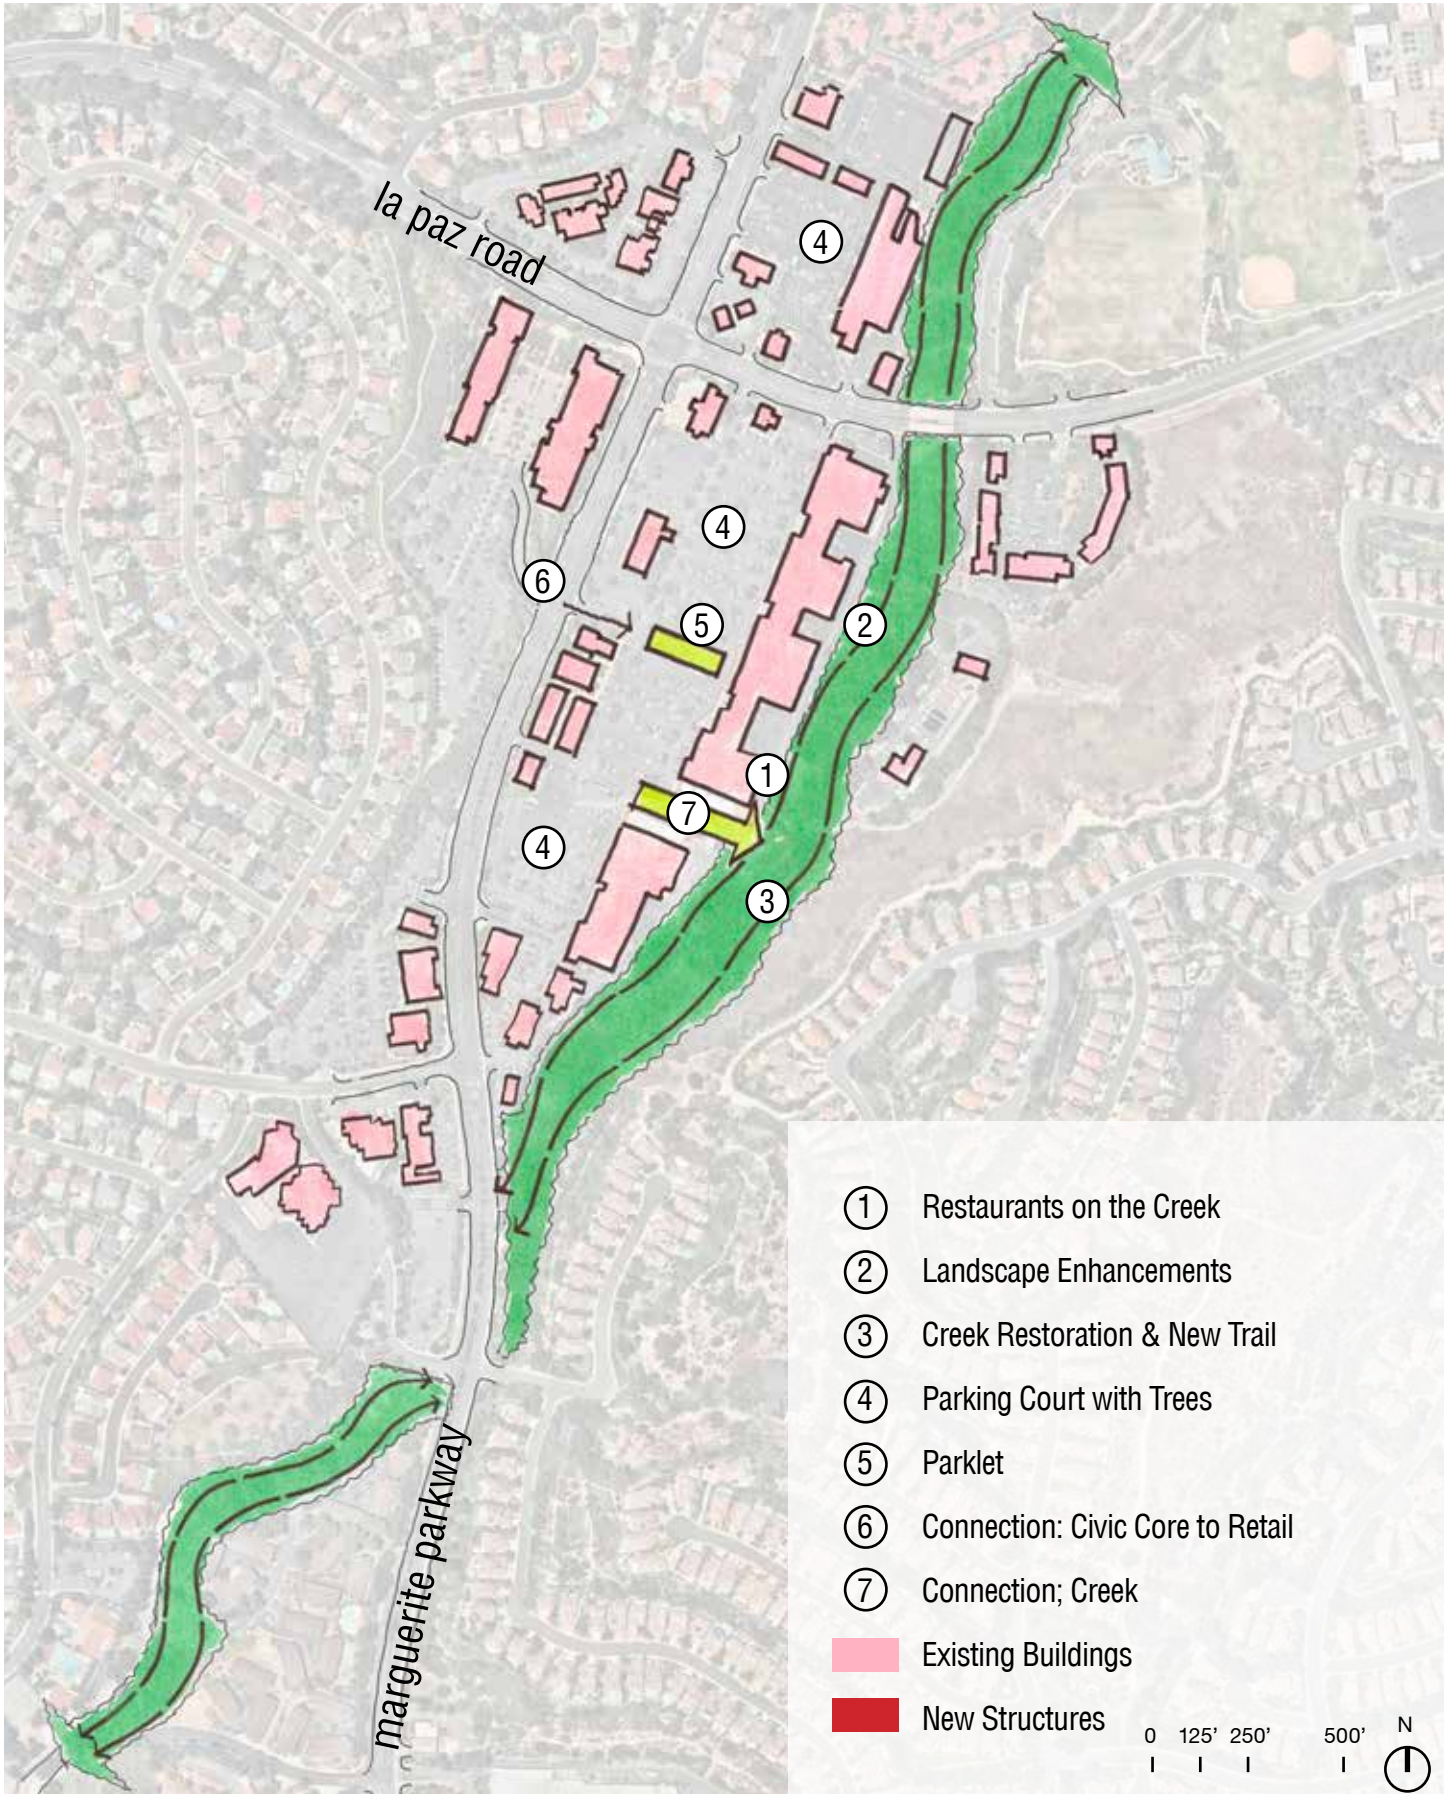 la paz road
4
4
6
5
2
1
7
4
3
marguerite parkway
1 Restaurants on the Creek
2 Landscape Enhancements
3 Creek Restoration & New Trail
4 Parking Court with Trees
5 Parklet
6 Connection: Civic Core to Retail
7 Connection; Creek
Existing Buildings
New Structures
0 125' 250' 500' N